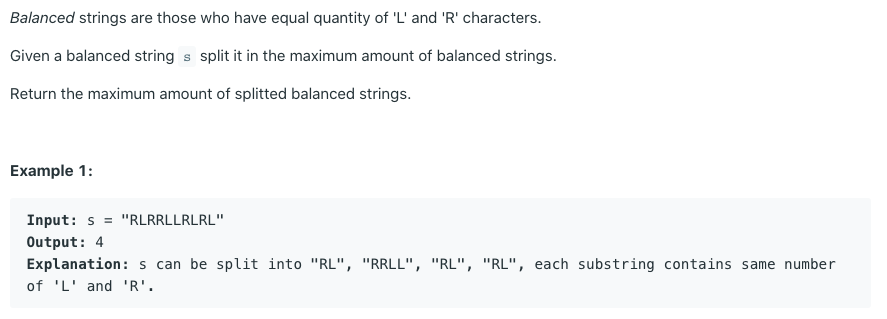 Balanced strings are those who have equal quantity of 'L' and 'R' characters.
Given a balanced string s split it in the maximum amount of balanced strings.
Return the maximum amount of splitted balanced strings.
Example 1:
Input: s = "RLRRLLRLRL"
Output: 4
Explanation: s can be split into "RL", "RRLL", "RL", "RL", each substring contains same number
of 'L' and 'R'.